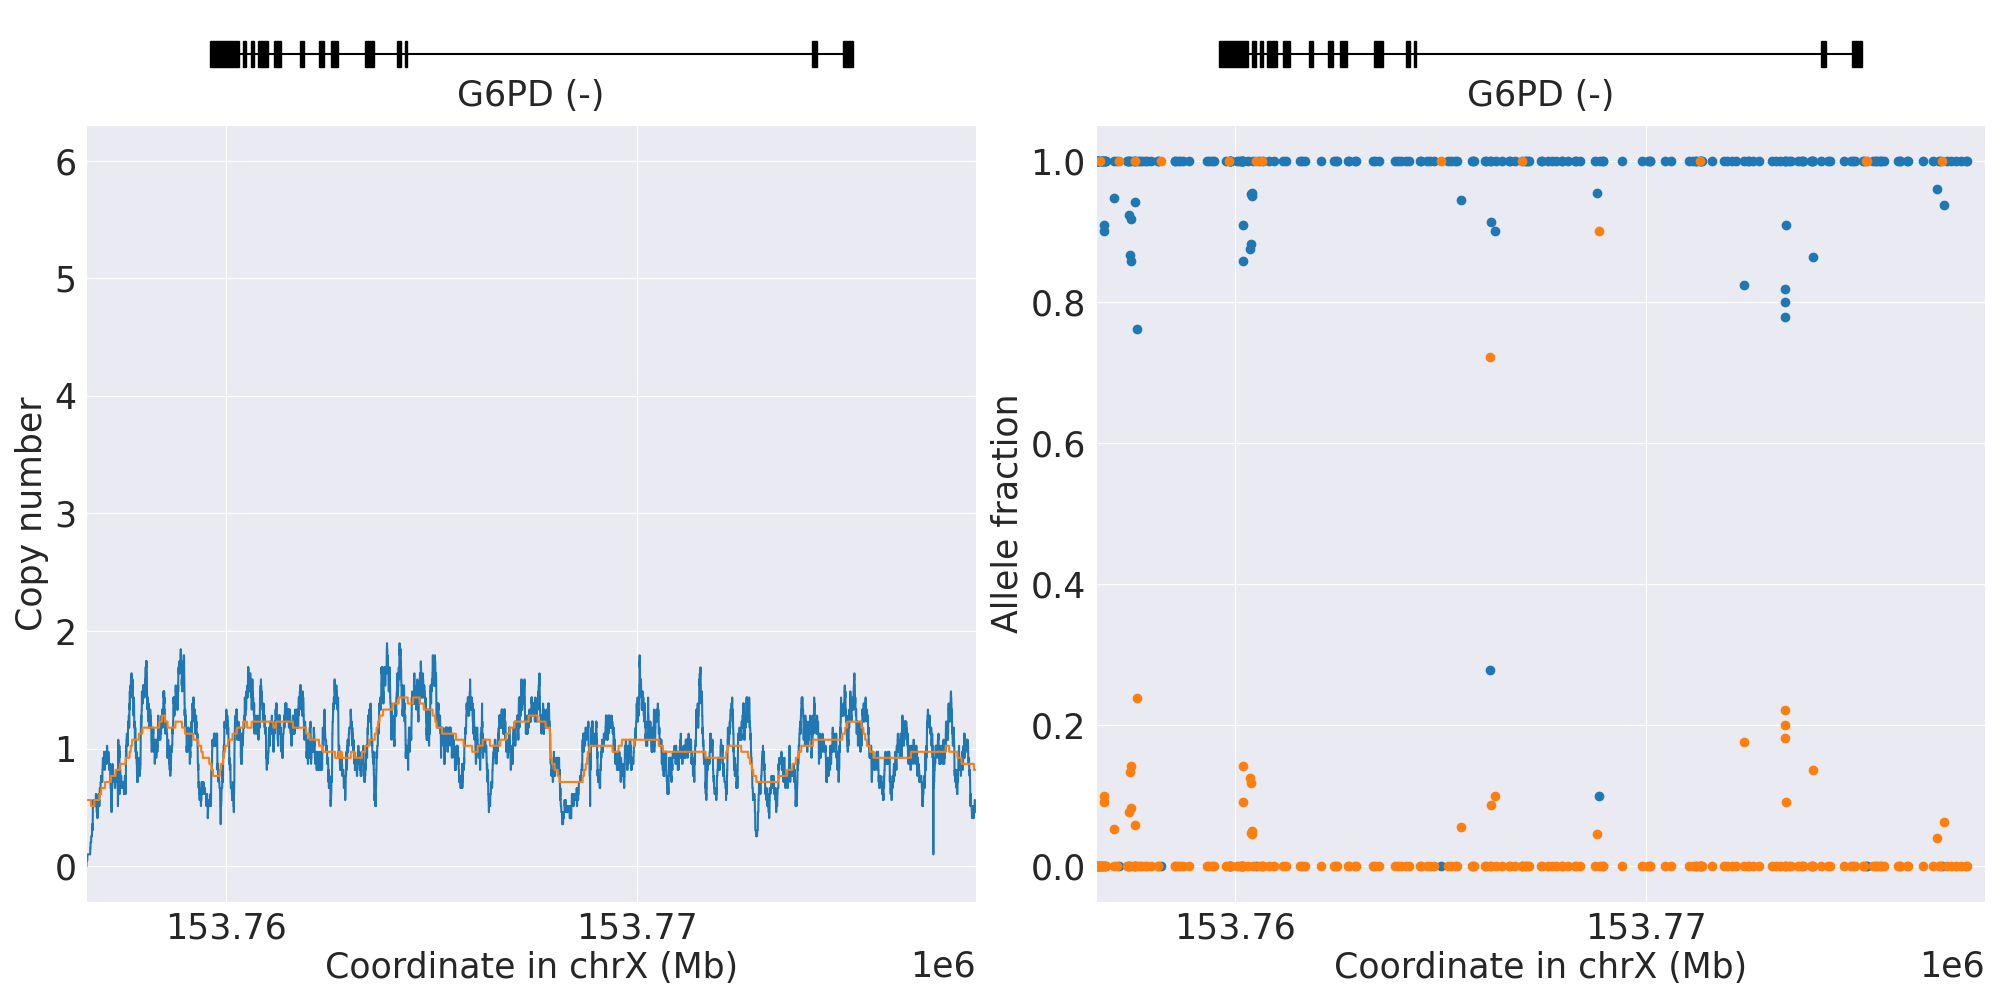 G6PD (-)
G6PD (-)
Copy number
6
5
4
3
2
1
0
153.76
153.77
Coordinate in chrX (Mb)
1e6
Allele fraction
1.0
0.8
0.6
0.4
0.2
0.0
153.76
153.77
Coordinate in chrX (Mb)
1e6